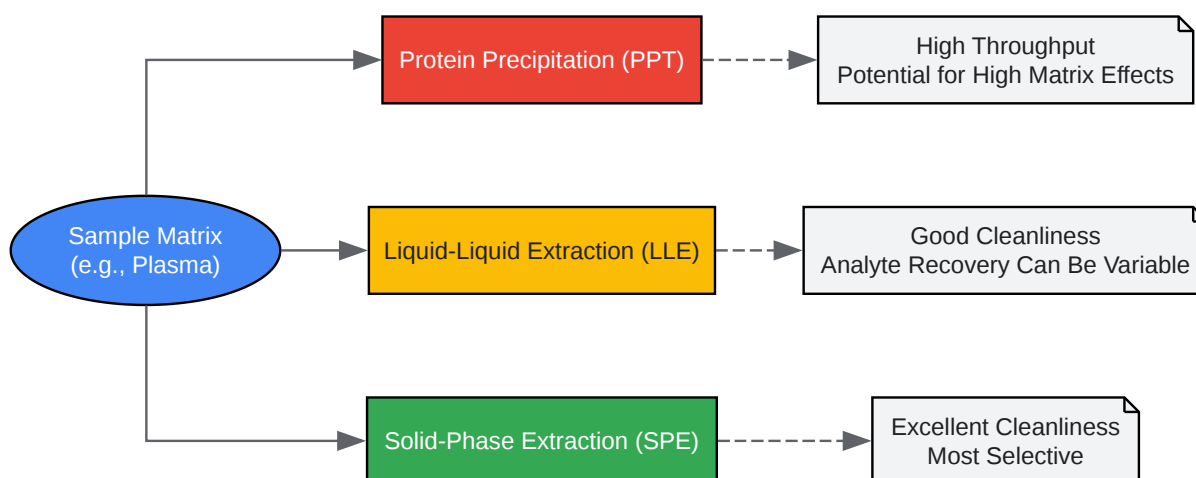 Protein Precipitation (PPT)
High Throughput
Potential for High Matrix Effects
Sample Matrix
(e.g., Plasma)
Liquid-Liquid Extraction (LLE)
Good Cleanliness
Analyte Recovery Can Be Variable
Solid-Phase Extraction (SPE)
Excellent Cleanliness
Most Selective